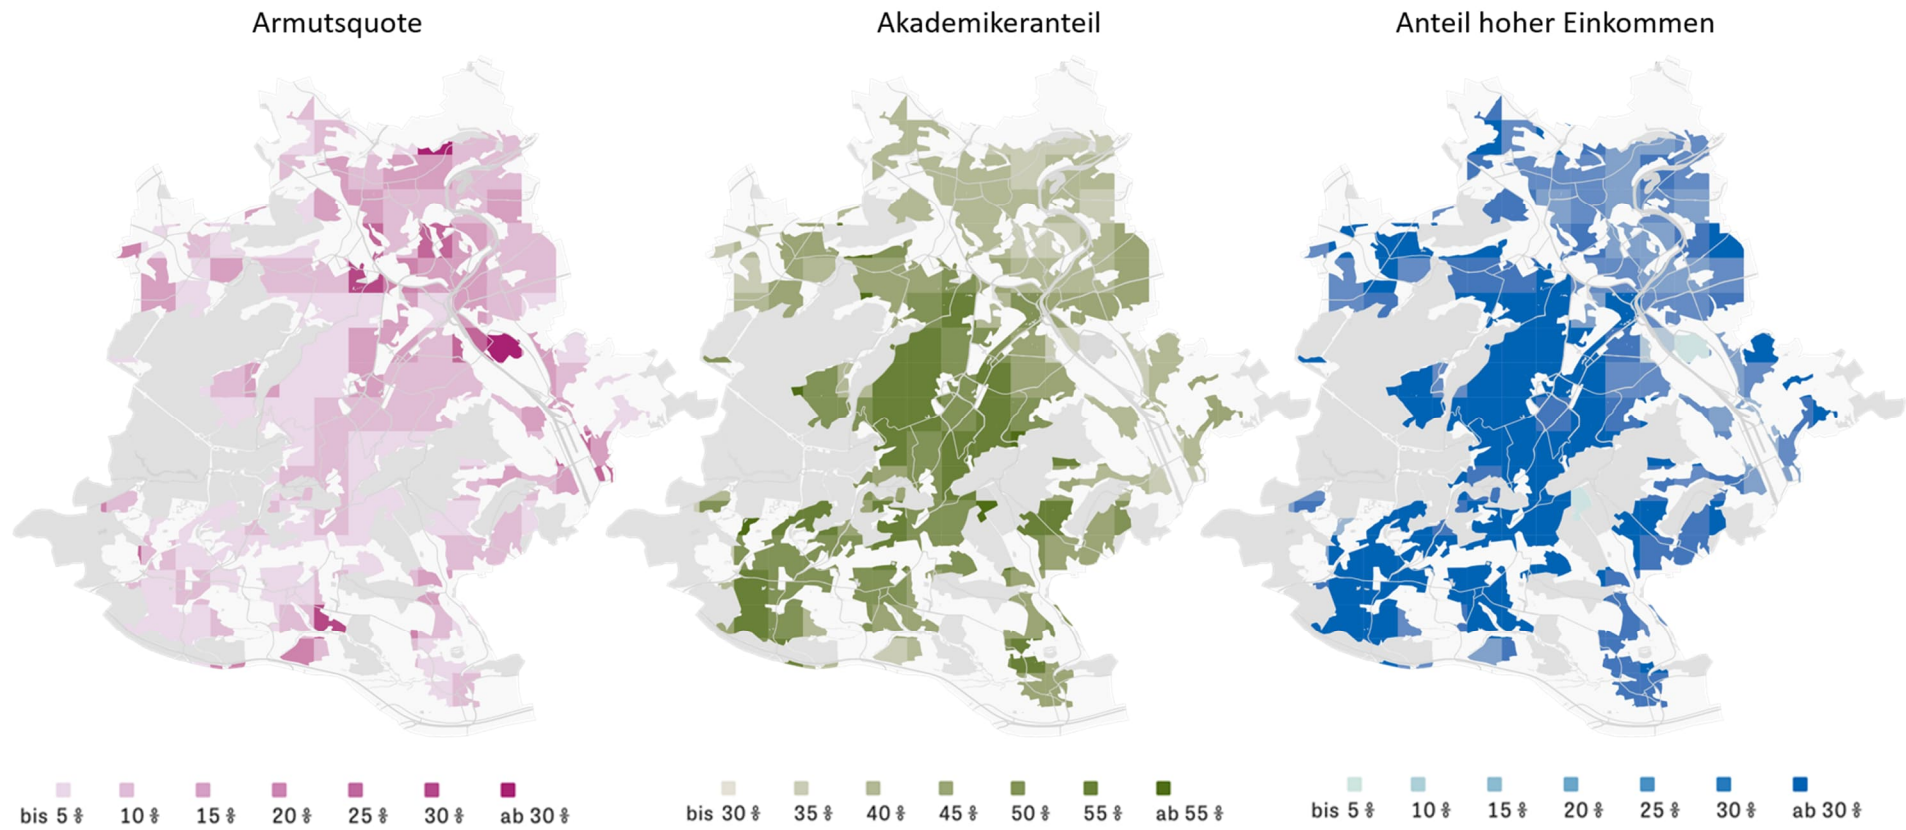 Armutsquote
Akademikeranteil
Anteil hoher Einkommen
bis 5 % 10 % 15 % 20 % 25 % 30 % ab 30 %
bis 30 % 35 % 40 % 45 % 50 % 55 % ab 55 %
bis 5 % 10 % 15 % 20 % 25 % 30 % ab 30 %